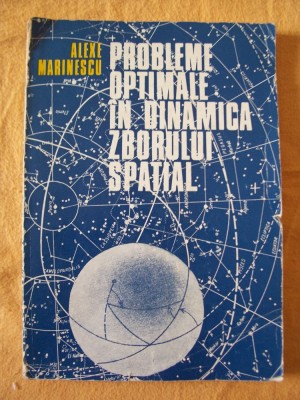 ALEXE
MARINESCU
PROBLEME
OPTIMALE
ÎN DINAMICA
ZBORULUI
SPAȚIAL